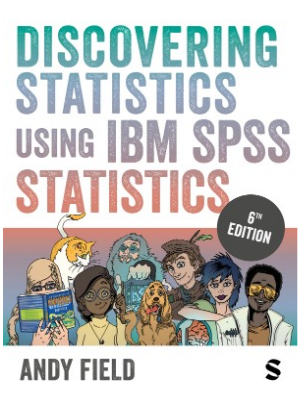 DISCOVERING
STATISTICS
USING IBM SPSS
STATISTICS
6TH
EDITION
ANDY FIELD
S